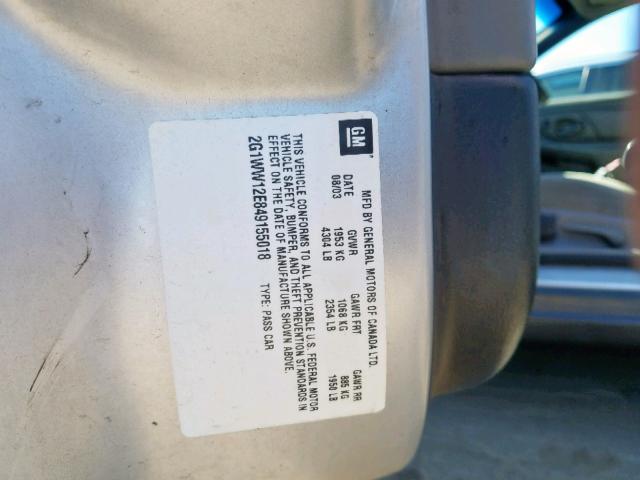 GM
MFD BY GENERAL MOTORS OF CANADA LTD.
DATE GVWR GAWR FRT GAWR RR
08/03 1953 KG 1068 KG 885 KG
4304 LB 2354 LB 1950 LB
THIS VEHICLE CONFORMS TO ALL APPLICABLE U.S. FEDERAL MOTOR
VEHICLE SAFETY, BUMPER, AND THEFT PREVENTION STANDARDS IN
EFFECT ON THE DATE OF MANUFACTURE SHOWN ABOVE.
2G1WW12E849155018 TYPE: PASS CAR